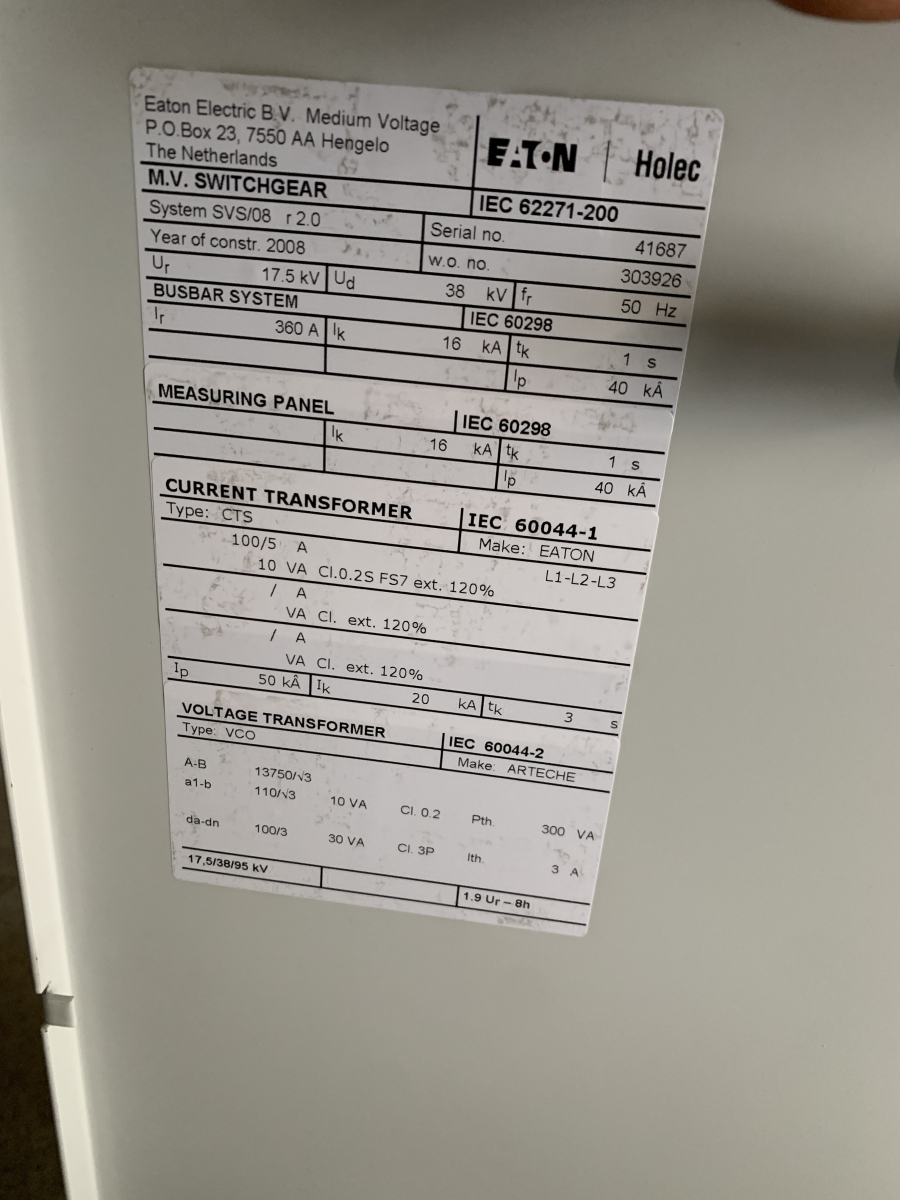 Eaton Electric B.V. Medium Voltage
P.O.Box 23, 7550 AA Hengelo
The Netherlands
EATON | Holec
M.V. SWITCHGEAR IEC 62271-200
System SVS/08 r 2.0 Serial no. 41687
Year of constr. 2008 w.o. no. 303926
Ur 17.5 kV Ud 38 kV fr 50 Hz
BUSBAR SYSTEM IEC 60298
Ir 360 A Ik 16 kA tk 1 s
Ip 40 kÂ
MEASURING PANEL IEC 60298
Ik 16 kA tk 1 s
Ip 40 kÂ
CURRENT TRANSFORMER IEC 60044-1
Type: CTS Make: EATON
100/5 A L1-L2-L3
10 VA Cl.0.2S FS7 ext. 120%
/ A
VA Cl. ext. 120%
/ A
VA Cl. ext. 120%
Ip 50 kÂ Ik 20 kA tk 3 s
VOLTAGE TRANSFORMER IEC 60044-2
Type: VCO Make: ARTECHE
A-B 13750/√3
a1-b 110/√3 10 VA Cl. 0.2 Pth. 300 VA
da-dn 100/3 30 VA Cl. 3P Ith. 3 A
17,5/38/95 kV 1.9 Ur – 8h